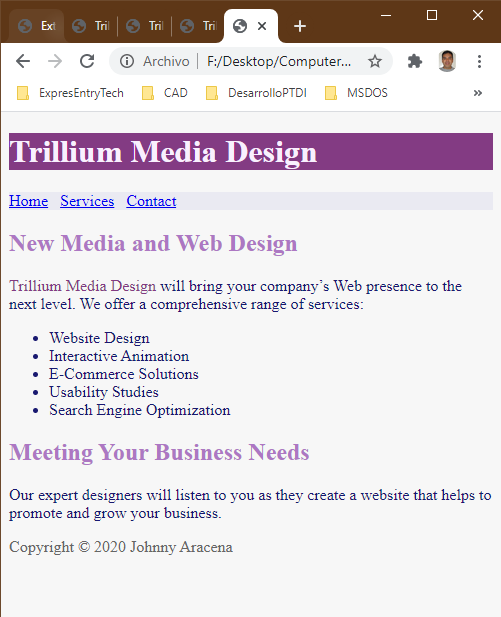 Ext
Tril
Tril
Tril
Archivo | F:/Desktop/Computer...
ExpresEntryTech CAD DesarrolloPTDI MSDOS »
Trillium Media Design
Home Services Contact
New Media and Web Design
Trillium Media Design will bring your company’s Web presence to the
next level. We offer a comprehensive range of services:
• Website Design
• Interactive Animation
• E-Commerce Solutions
• Usability Studies
• Search Engine Optimization
Meeting Your Business Needs
Our expert designers will listen to you as they create a website that helps to
promote and grow your business.
Copyright © 2020 Johnny Aracena